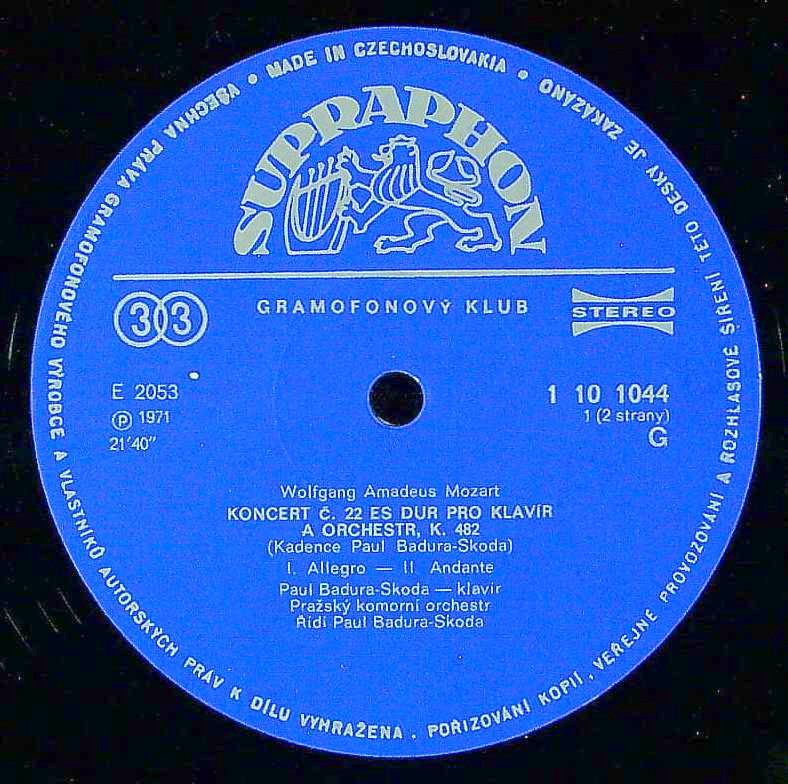 MADE IN CZECHOSLOVAKIA
VŠECHNA PRÁVA GRAMOFONOVÉHO VÝROBCE A VLASTNÍKŮ AUTORSKÝCH PRÁV K DÍLU VYHRAŽENA . POŘIZOVÁNÍ KOPIÍ, VEŘEJNÉ PROVOZOVÁNÍ A ROZHLASOVÉ ŠÍŘENÍ TÉTO DESKY JE ZAKÁZÁNO
SUPRAPHON
33
GRAMOFONOVÝ KLUB
STEREO
E 2053
Ⓟ 1971
21'40"
1 10 1044
1 (2 strany)
G
Wolfgang Amadeus Mozart
KONCERT Č. 22 ES DUR PRO KLAVÍR
A ORCHESTR, K. 482
(Kadence Paul Badura-Skoda)
I. Allegro — II. Andante
Paul Badura-Skoda — klavír
Pražský komorní orchestr
Řídí Paul Badura-Skoda